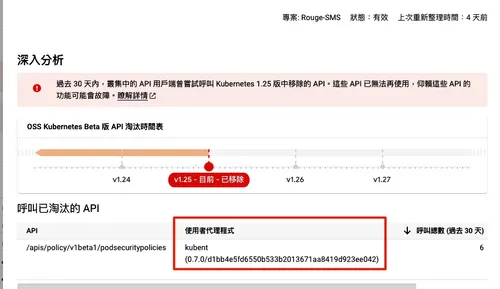 專案: Rouge-SMS 狀態：有效 上次重新整理時間：4 天前
深入分析
過去 30 天內，叢集中的 API 用戶端曾嘗試呼叫 Kubernetes 1.25 版中移除的 API。這些 API 已無法再使用，仰賴這些 API 的
功能可能會故障。瞭解詳情
OSS Kubernetes Beta 版 API 淘汰時間表
v1.24 v1.25 - 目前 - 已移除 v1.26 v1.27
呼叫已淘汰的 API
API 使用者代理程式 呼叫總數 (過去 30 天)
/apis/policy/v1beta1/podsecuritypolicies kubent 6
(0.7.0/d1bb4e5fd6550b533b2013671aa8419d923ee042)